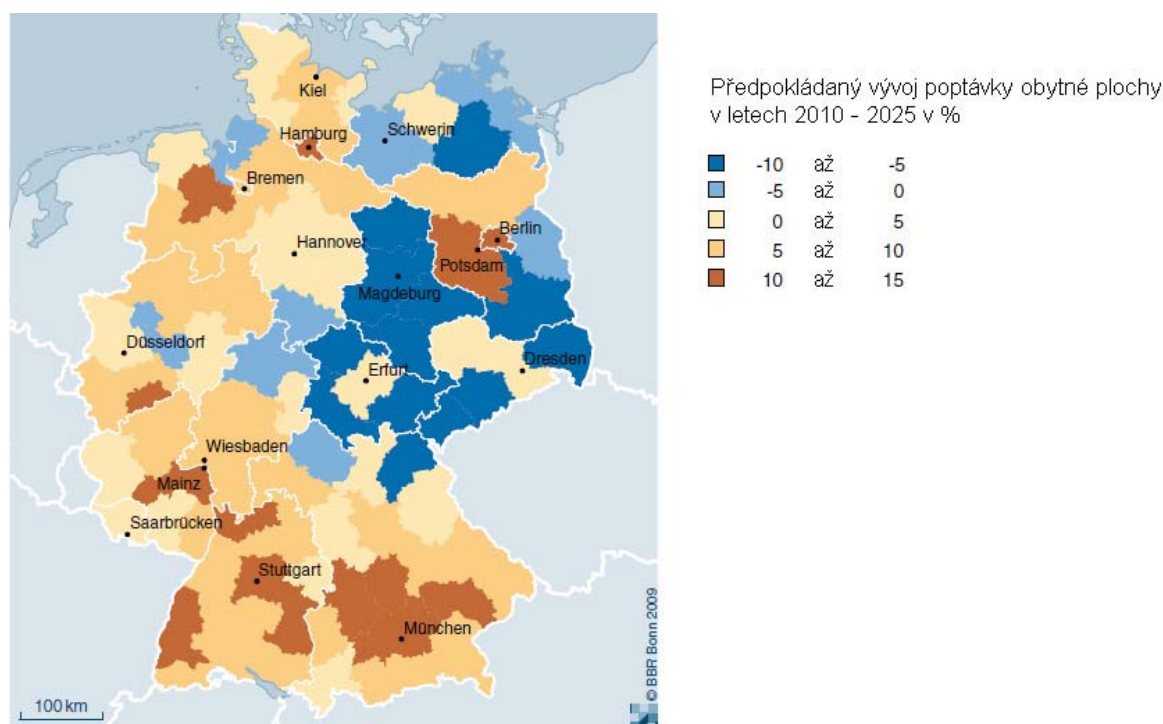 Předpokládaný vývoj poptávky obytné plochy
v letech 2010 - 2025 v %
-10 až -5
-5 až 0
0 až 5
5 až 10
10 až 15
Kiel
Hamburg
Schwerin
Bremen
Hannover
Berlin
Potsdam
Magdeburg
Düsseldorf
Dresden
Erfurt
Wiesbaden
Mainz
Saarbrücken
Stuttgart
München
100 km
© BBR Bonn 2009